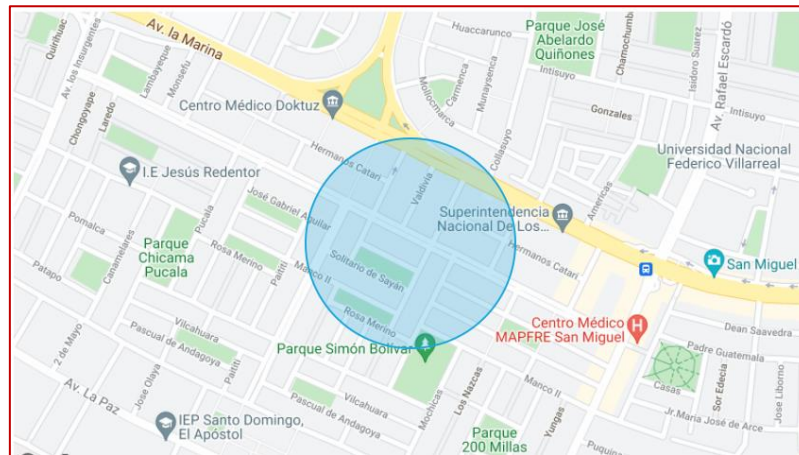 Quirihuac
Av. los Insurgentes
Av. la Marina
Lambayeque
Monsefu
Chongoyape
Laredo
Huaccarunco
Parque José
Abelardo
Quiñones
Chamochumbi
Isidoro Suarez
Av. Rafael Escardó
Intisuyo
Carmenca
Munaysenca
Mollocmarca
Gonzales
Intisuyo
Centro Médico Doktuz
Collasuyo
Universidad Nacional
Federico Villarreal
Hermanos Catari
I.E Jesús Redentor
Valdivia
Americas
José Gabriel Aguilar
Superintendencia
Nacional De Los...
Pomalca
Pucala
Canamelares
Parque
Chicama
Pucala
Rosa Merino
Paititi
Manco II
Solitario de Sayán
Hermanos Catari
San Miguel
Patapo
Rosa Merino
Centro Médico
MAPFRE San Miguel
Dean Saavedra
2 de Mayo
Vilcahuara
Pascual de Andagoya
Parque Simón Bolívar
Padre Guatemala
Paititi
Jose Olaya
Av. La Paz
Vilcahuara
Pascual de
Andagoya
Mochicas
Los Nazcas
Manco II
Yungas
Casas
Sor Edecia
Jose Liborno
IEP Santo Domingo,
El Apóstol
Parque
200 Millas
Jr. María José de Arce
Puquina